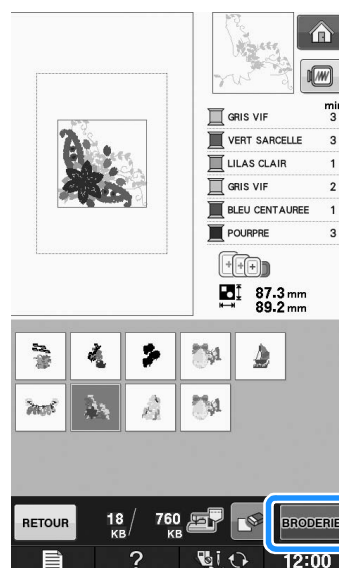 min
GRIS VIF 3
VERT SARCELLE 3
LILAS CLAIR 1
GRIS VIF 2
BLEU CENTAUREE 1
POURPRE 3
87.3 mm
89.2 mm
RETOUR
18 KB / 760 KB
BRODERIE
?
12:00